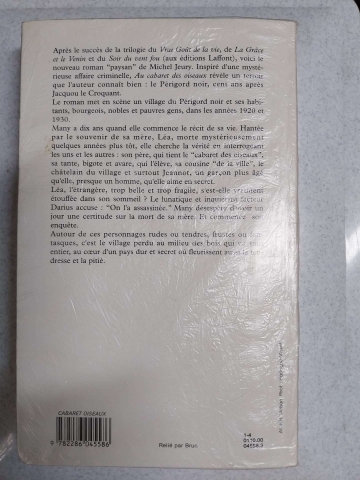 Après le succès de la trilogie du Vrai Goût de la vie, de La Grâce
et le Venin et du Soir du vent fou (aux éditions Laffont), voici le
nouveau roman "paysan" de Michel Jeury. Inspiré d'une mysté-
rieuse affaire criminelle, Au cabaret des oiseaux révèle un terroir
que l'auteur connaît bien : le Périgord noir, cent ans après
Jacquou le Croquant.
Le roman met en scène un village du Périgord noir et ses habi-
tants, bourgeois, nobles et pauvres gens, dans les années 1920 et
1930.
Many a dix ans quand elle commence le récit de sa vie. Hantée
par le souvenir de sa mère, Léa, morte mystérieusement
quelques années plus tôt, elle cherche la vérité en interrogeant
les uns et les autres : son père, qui tient le "cabaret des oiseaux",
sa tante, bigote et avare, qui l'élève, sa cousine "de la ville", le
châtelain du village et surtout Jeannot, un garçon plus âgé
qu'elle, presque un homme, qu'elle aime en secret.
Léa, l'étrangère, trop belle et trop fragile, s'est-elle vraiment
étouffée dans son sommeil ? Le lunatique et inquiétant facteur
Darius accuse : "On l'a assassinée." Many désespère d'avoir un
jour une certitude sur la mort de sa mère. Et commence son
enquête.
Autour de ces personnages rudes ou tendres, frustes ou fan-
tasques, c'est le village perdu au milieu des bois qui vit tout
entier, au cœur d'un pays dur et secret où fleurissent aussi la ten-
dresse et la pitié.
CABARET OISEAUX
9 782286 045586
Relié par Brun
1-4
0116.00
04558.3